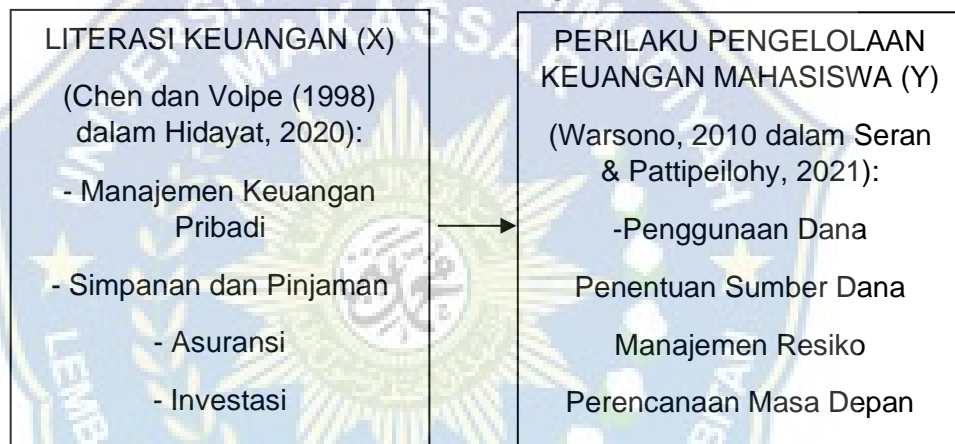 LITERASI KEUANGAN (X)
(Chen dan Volpe (1998)
dalam Hidayat, 2020):
- Manajemen Keuangan
Pribadi
- Simpanan dan Pinjaman
- Asuransi
- Investasi
PERILAKU PENGELOLAAN
KEUANGAN MAHASISWA (Y)
(Warsono, 2010 dalam Seran
& Pattipeilohy, 2021):
-Penggunaan Dana
Penentuan Sumber Dana
Manajemen Resiko
Perencanaan Masa Depan